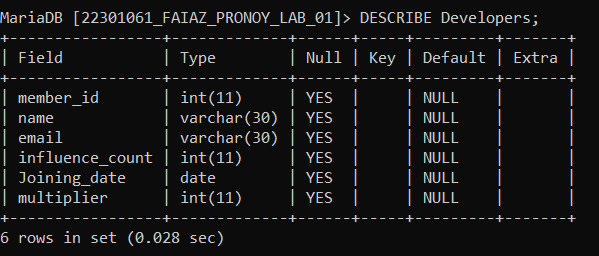 MariaDB [22301061_FAIAZ_PRONOY_LAB_01]> DESCRIBE Developers;
+-----------------+-------------+------+-----+---------+-------+
| Field           | Type        | Null | Key | Default | Extra |
+-----------------+-------------+------+-----+---------+-------+
| member_id       | int(11)     | YES  |     | NULL    |       |
| name            | varchar(30) | YES  |     | NULL    |       |
| email           | varchar(30) | YES  |     | NULL    |       |
| influence_count | int(11)     | YES  |     | NULL    |       |
| Joining_date    | date        | YES  |     | NULL    |       |
| multiplier      | int(11)     | YES  |     | NULL    |       |
+-----------------+-------------+------+-----+---------+-------+
6 rows in set (0.028 sec)